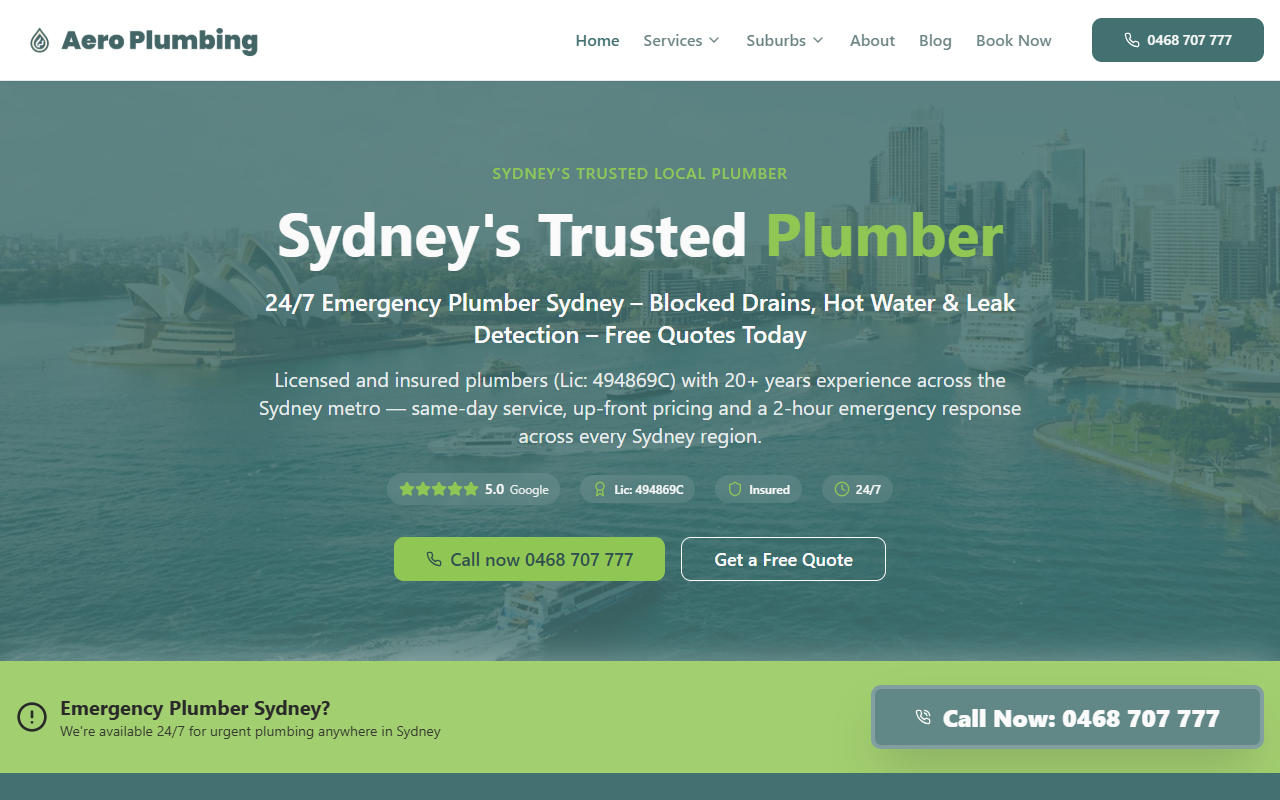 Aero Plumbing
Home
Services
Suburbs
About
Blog
Book Now
0468 707 777
SYDNEY'S TRUSTED LOCAL PLUMBER
Sydney's Trusted Plumber
24/7 Emergency Plumber Sydney – Blocked Drains, Hot Water & Leak
Detection – Free Quotes Today
Licensed and insured plumbers (Lic: 494869C) with 20+ years experience across the
Sydney metro — same-day service, up-front pricing and a 2-hour emergency response
across every Sydney region.
5.0 Google
Lic: 494869C
Insured
24/7
Call now 0468 707 777
Get a Free Quote
Emergency Plumber Sydney?
We're available 24/7 for urgent plumbing anywhere in Sydney
Call Now: 0468 707 777